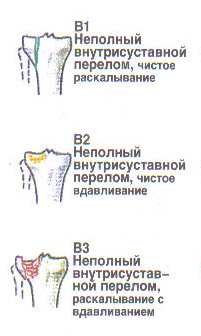 B1
Неполный
внутрисуставной
перелом, чистое
раскалывание
B2
Неполный
внутрисуставной
перелом, чистое
вдавливание
B3
Неполный
внутрисустав–
ной перелом,
раскалывание с
вдавливанием